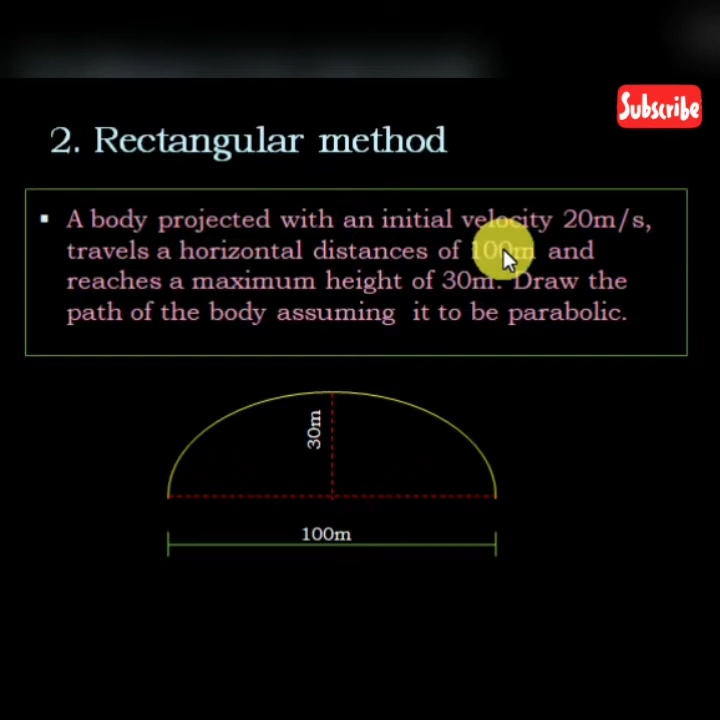 Subscribe
2. Rectangular method
▪ A body projected with an initial velocity 20m/s,
travels a horizontal distances of 100m and
reaches a maximum height of 30m. Draw the
path of the body assuming it to be parabolic.
30m
100m